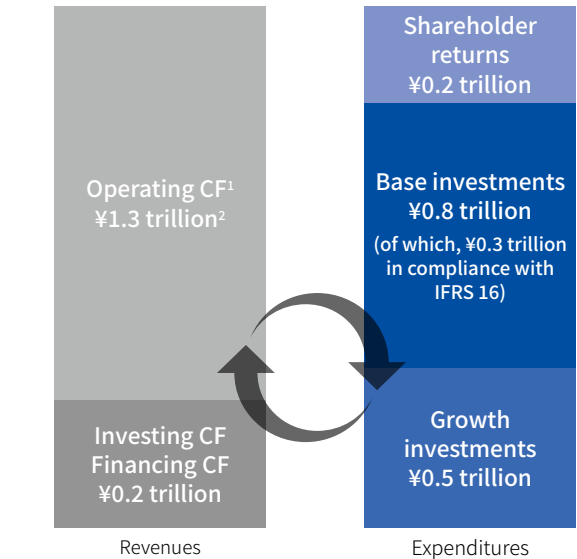 Operating CF¹
¥1.3 trillion²
Investing CF
Financing CF
¥0.2 trillion
Revenues
Shareholder
returns
¥0.2 trillion
Base investments
¥0.8 trillion
(of which, ¥0.3 trillion
in compliance with
IFRS 16)
Growth
investments
¥0.5 trillion
Expenditures